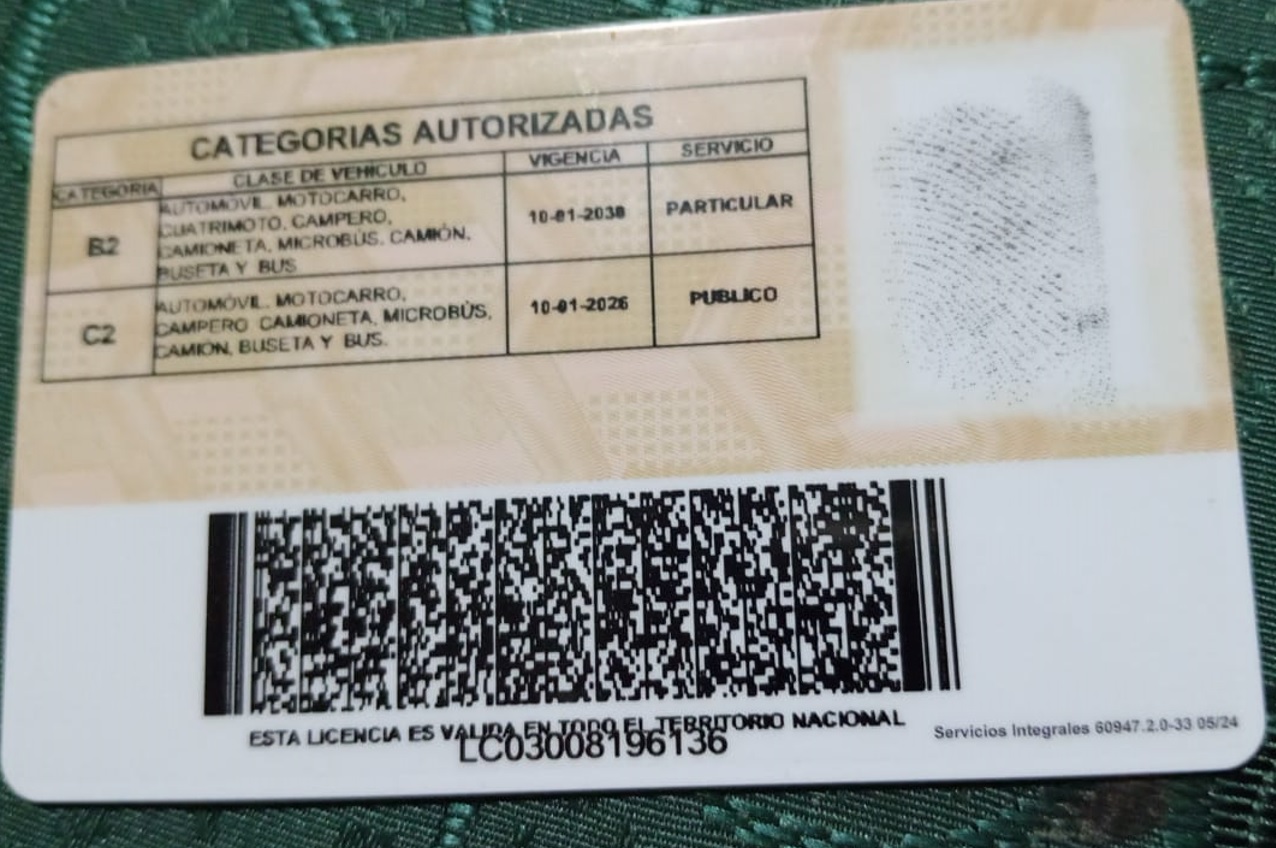 CATEGORIAS AUTORIZADAS
CATEGORIA CLASE DE VEHICULO VIGENCIA SERVICIO
B2
AUTOMÓVIL, MOTOCARRO,
CUATRIMOTO, CAMPERO,
CAMIONETA, MICROBÚS, CAMIÓN,
BUSETA Y BUS
10-01-2038
PARTICULAR
C2
AUTOMÓVIL, MOTOCARRO,
CAMPERO CAMIONETA, MICROBÚS,
CAMION, BUSETA Y BUS.
10-01-2026
PUBLICO
ESTA LICENCIA ES VALIDA EN TODO EL TERRITORIO NACIONAL
LC03008196136
Servicios Integrales 60947.2.0-33 05/24